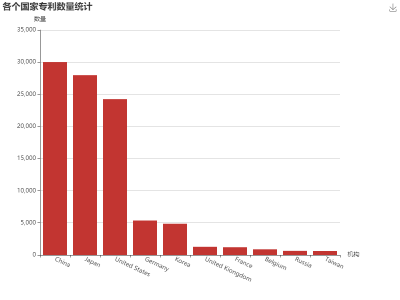 各个国家专利数量统计
数量
35,000
30,000
25,000
20,000
15,000
10,000
5,000
0
China
Japan
United States
Germany
Korea
United Kiongdom
France
Belgium
Russia
Taiwan
机构